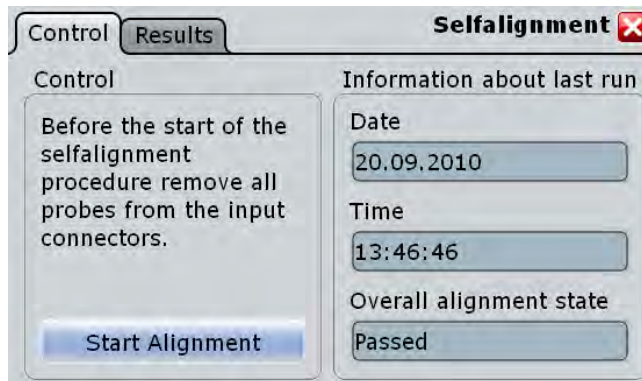 Control
Results
Selfalignment
Control
Before the start of the
selfalignment
procedure remove all
probes from the input
connectors.
Start Alignment
Information about last run
Date
20.09.2010
Time
13:46:46
Overall alignment state
Passed